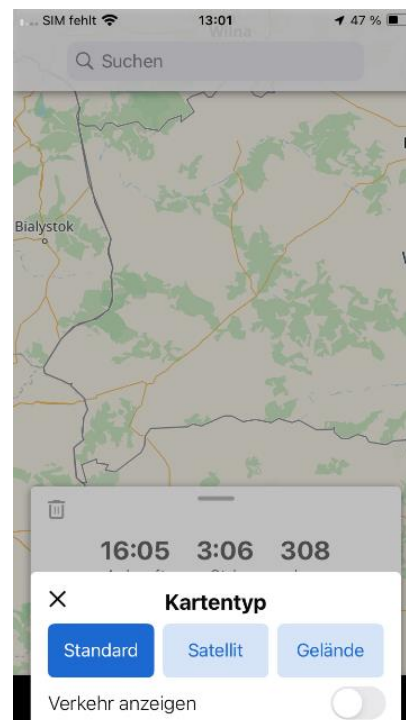 SIM fehlt 13:01 47 %
Wilna
Suchen
Bialystok
16:05 3:06 308
Kartentyp
Standard Satellit Gelände
Verkehr anzeigen